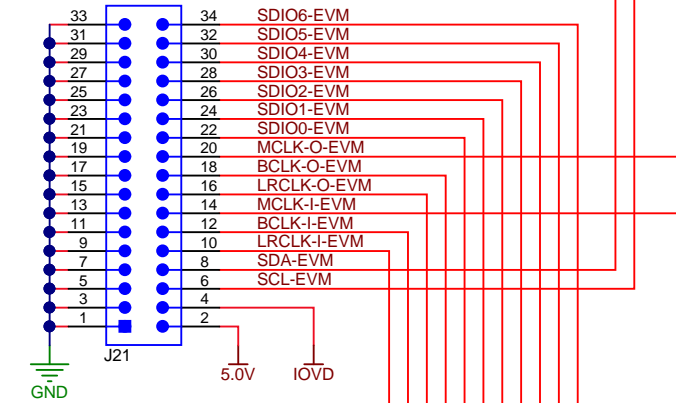 33 34 SDIO6-EVM
31 32 SDIO5-EVM
29 30 SDIO4-EVM
27 28 SDIO3-EVM
25 26 SDIO2-EVM
23 24 SDIO1-EVM
21 22 SDIO0-EVM
19 20 MCLK-O-EVM
17 18 BCLK-O-EVM
15 16 LRCLK-O-EVM
13 14 MCLK-I-EVM
11 12 BCLK-I-EVM
9 10 LRCLK-I-EVM
7 8 SDA-EVM
5 6 SCL-EVM
3 4
1 2
J21
5.0V IOVD
GND